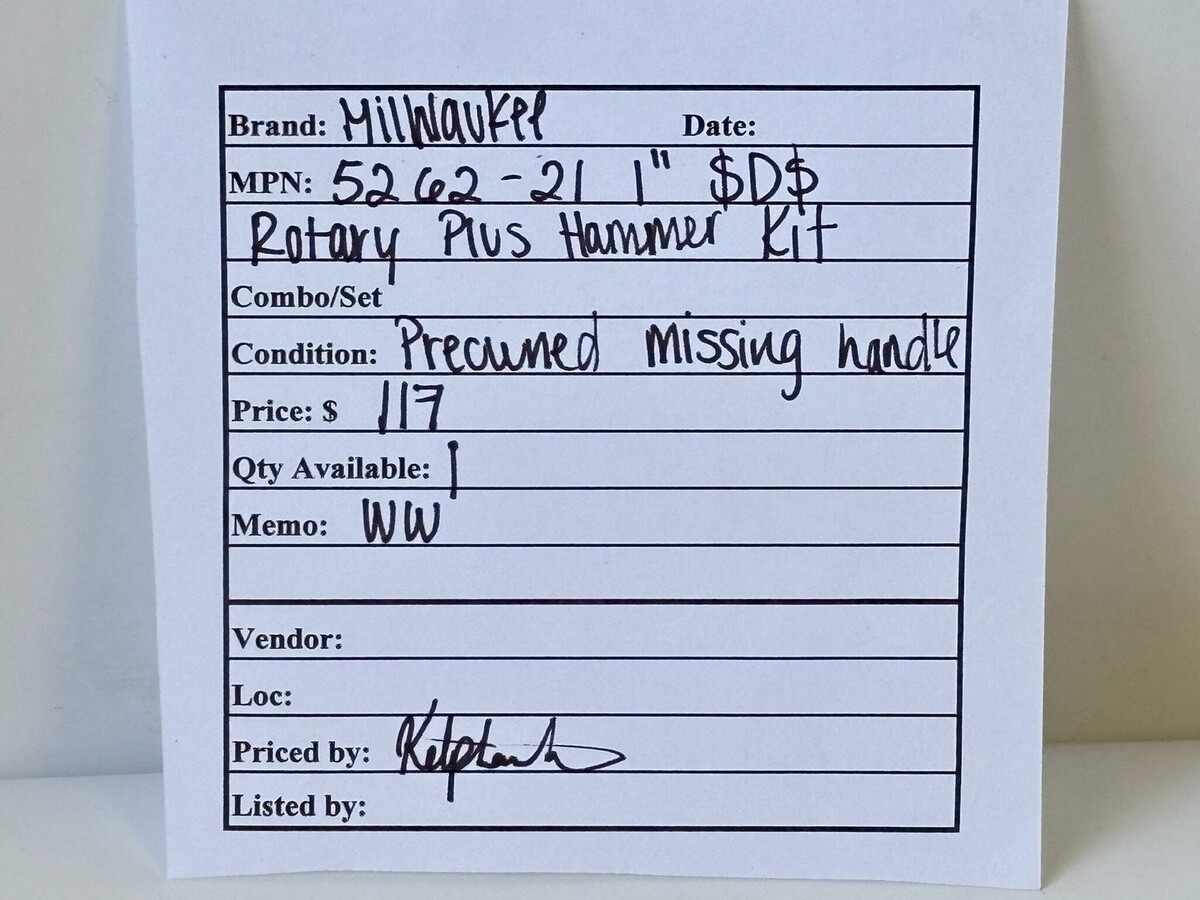 Brand: Milwaukee Date:
MPN: 5262-21 1" $D$
Rotary Plus Hammer Kit
Combo/Set
Condition: Preowned missing handle
Price: $ 117
Qty Available: 1
Memo: WW
Vendor:
Loc:
Priced by:
Listed by: